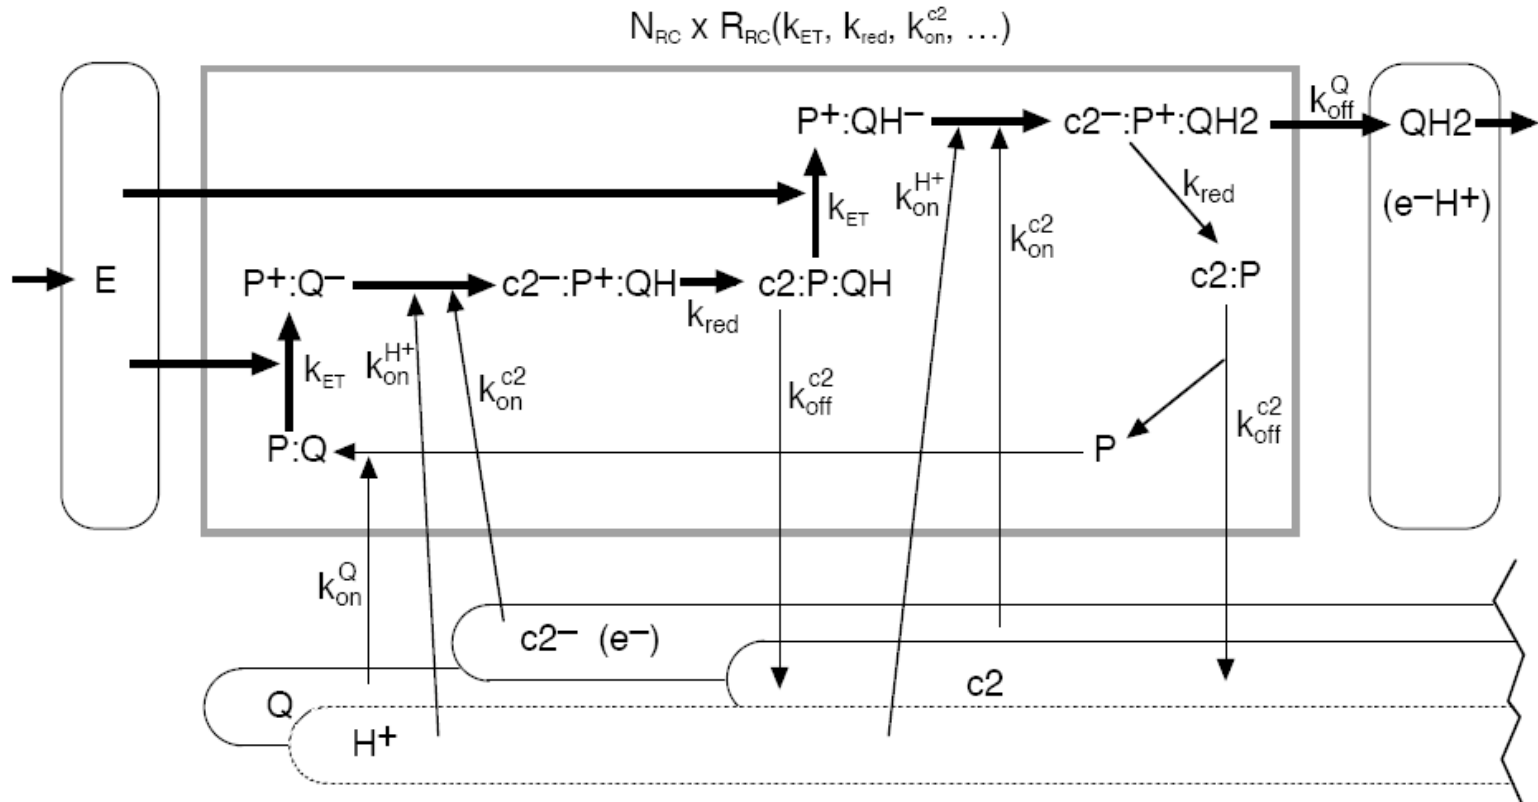 N_RC x R_RC(k_ET, k_red, k_on^c2, ...)
k_off^Q
P+:QH− c2−:P+:QH2 QH2
k_on^H+ k_red (e−H+)
k_ET k_on^c2
E P+:Q− c2−:P+:QH c2:P:QH c2:P
k_red
k_ET k_on^H+ k_on^c2 k_off^c2 k_off^c2
P:Q P
k_on^Q
c2− (e−)
Q c2
H+